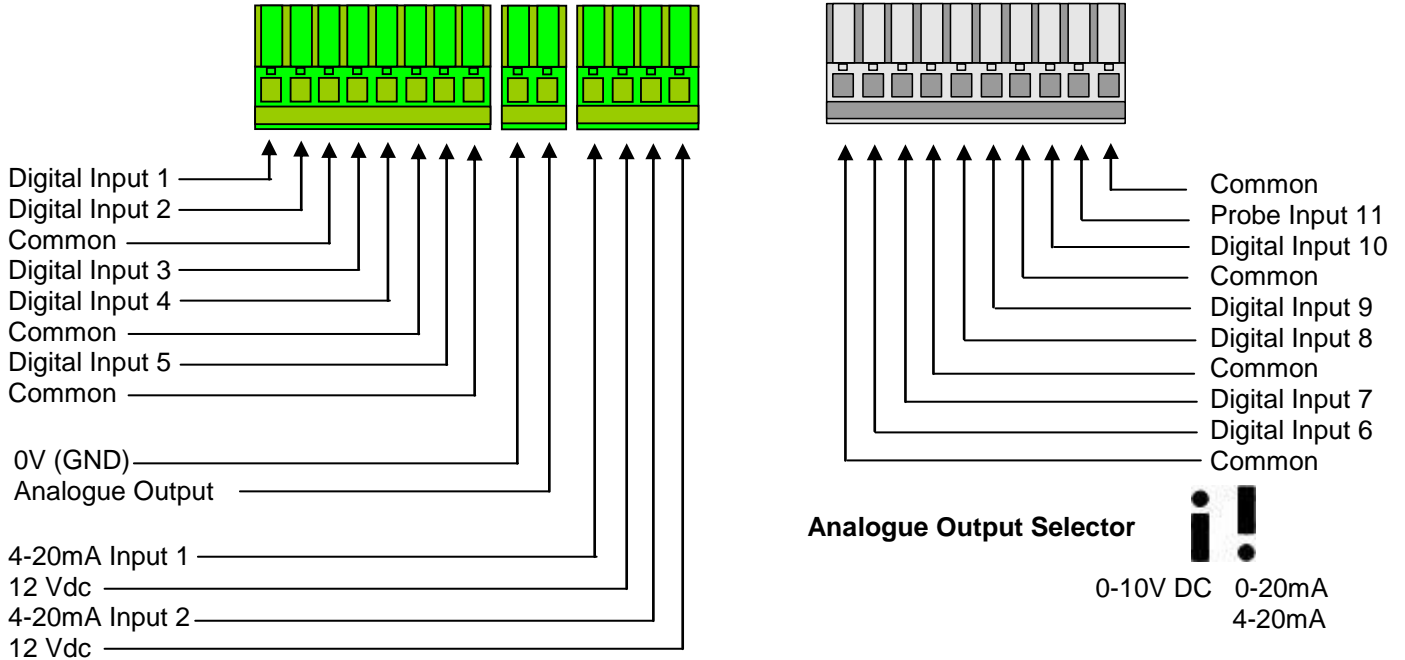 Digital Input 1
Digital Input 2
Common
Digital Input 3
Digital Input 4
Common
Digital Input 5
Common
0V (GND)
Analogue Output
4-20mA Input 1
12 Vdc
4-20mA Input 2
12 Vdc
Common
Probe Input 11
Digital Input 10
Common
Digital Input 9
Digital Input 8
Common
Digital Input 7
Digital Input 6
Common
Analogue Output Selector
0-10V DC 0-20mA
4-20mA